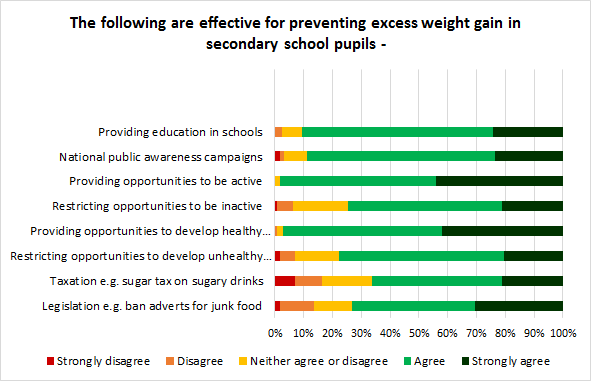 The following are effective for preventing excess weight gain in
secondary school pupils -
Providing education in schools
National public awareness campaigns
Providing opportunities to be active
Restricting opportunities to be inactive
Providing opportunities to develop healthy...
Restricting opportunities to develop unhealthy...
Taxation e.g. sugar tax on sugary drinks
Legislation e.g. ban adverts for junk food
0% 10% 20% 30% 40% 50% 60% 70% 80% 90% 100%
Strongly disagree Disagree Neither agree or disagree Agree Strongly agree